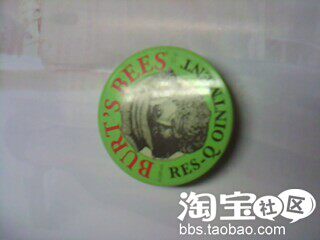 BURT'S BEES
RES-Q OINTMENT
淘宝社区
bbs.taobao.com